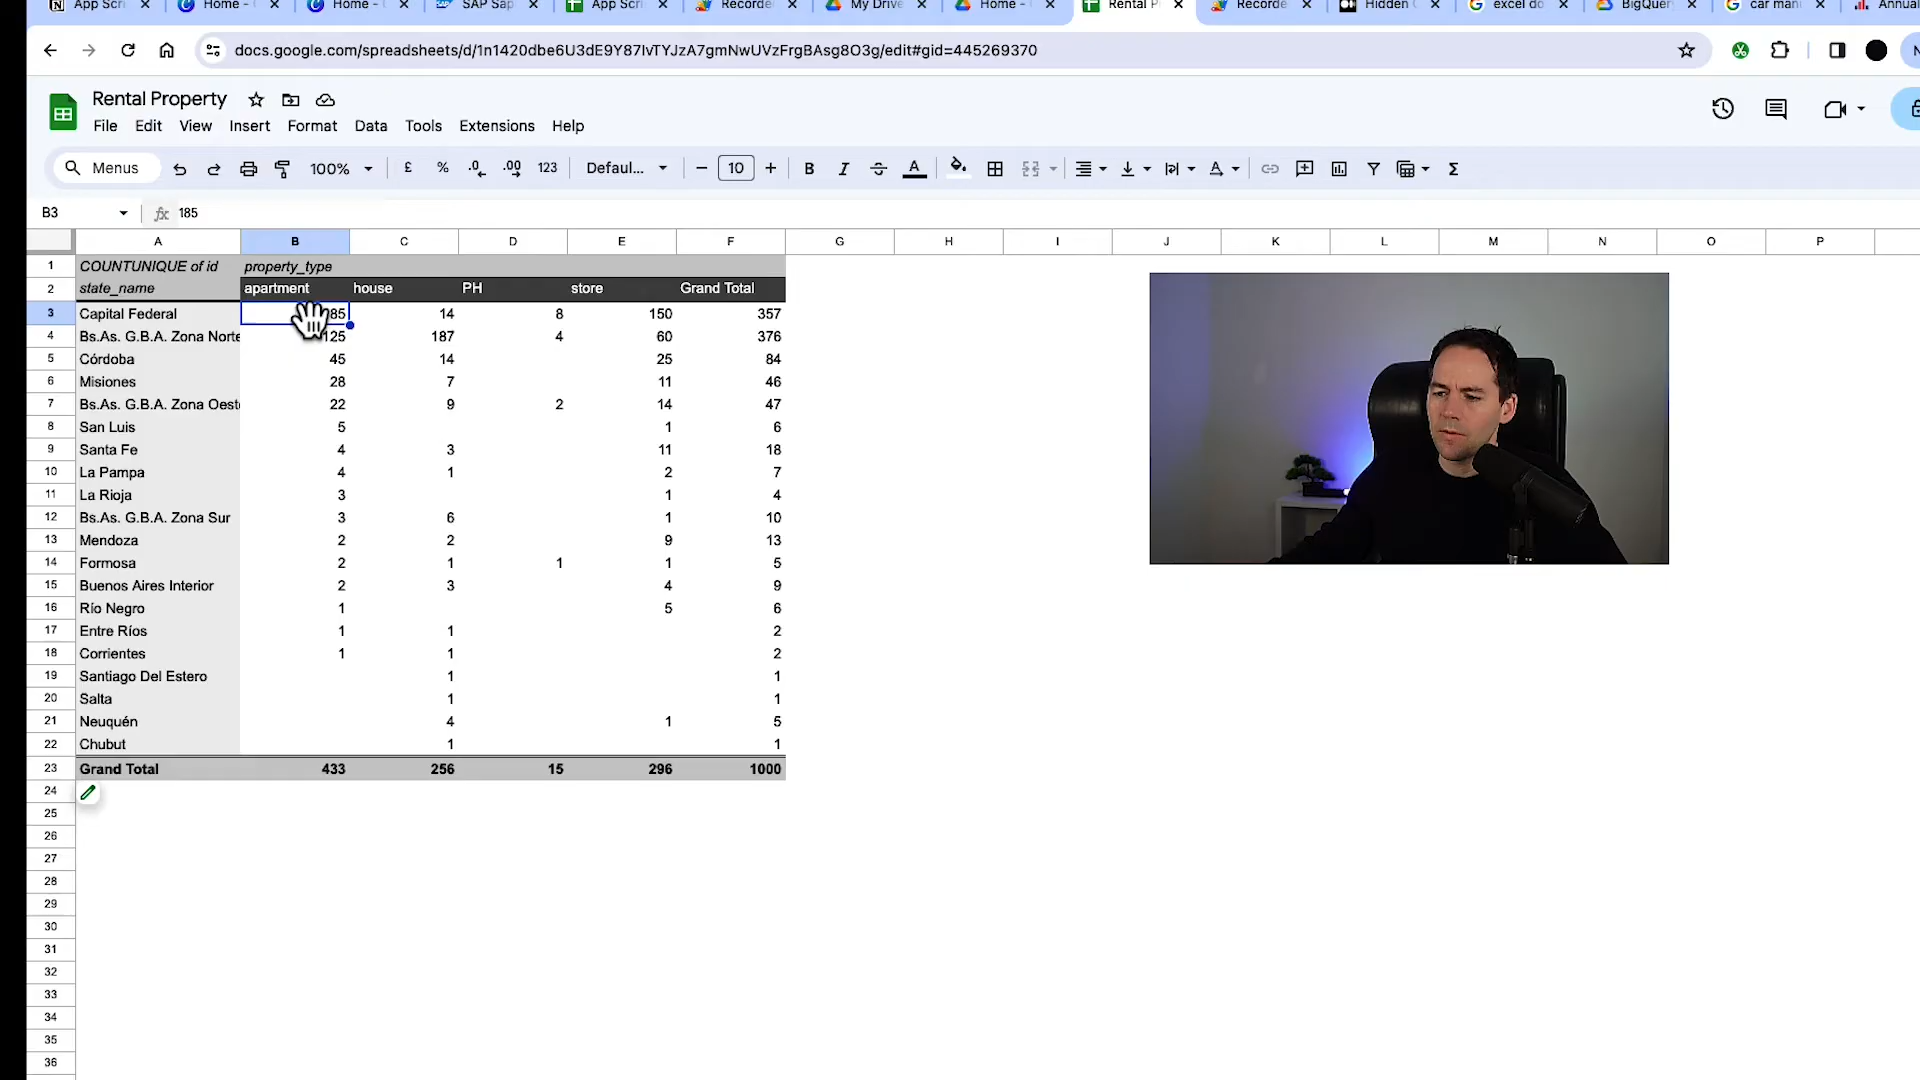 App Scri Home - Home - SAP Sap App Scri Recorde My Drive Home - Rental P Recorde Hidden excel do BigQuer car man Annual
docs.google.com/spreadsheets/d/1n1420dbe6U3dE9Y87lvTYJzA7gmNwUVzFrgBAsg8O3g/edit#gid=445269370
Rental Property
File Edit View Insert Format Data Tools Extensions Help
Menus 100% £ % .0 .00 123 Defaul... 10 B I S A Σ
B3 fx 185
A B C D E F G H I J K L M N O P
1 COUNTUNIQUE of id property_type
2 state_name apartment house PH store Grand Total
3 Capital Federal 85 14 8 150 357
4 Bs.As. G.B.A. Zona Norte 125 187 4 60 376
5 Córdoba 45 14 25 84
6 Misiones 28 7 11 46
7 Bs.As. G.B.A. Zona Oest 22 9 2 14 47
8 San Luis 5 1 6
9 Santa Fe 4 3 11 18
10 La Pampa 4 1 2 7
11 La Rioja 3 1 4
12 Bs.As. G.B.A. Zona Sur 3 6 1 10
13 Mendoza 2 2 9 13
14 Formosa 2 1 1 1 5
15 Buenos Aires Interior 2 3 4 9
16 Río Negro 1 5 6
17 Entre Ríos 1 1 2
18 Corrientes 1 1 2
19 Santiago Del Estero 1 1
20 Salta 1 1
21 Neuquén 4 1 5
22 Chubut 1 1
23 Grand Total 433 256 15 296 1000
24
25
26
27
28
29
30
31
32
33
34
35
36